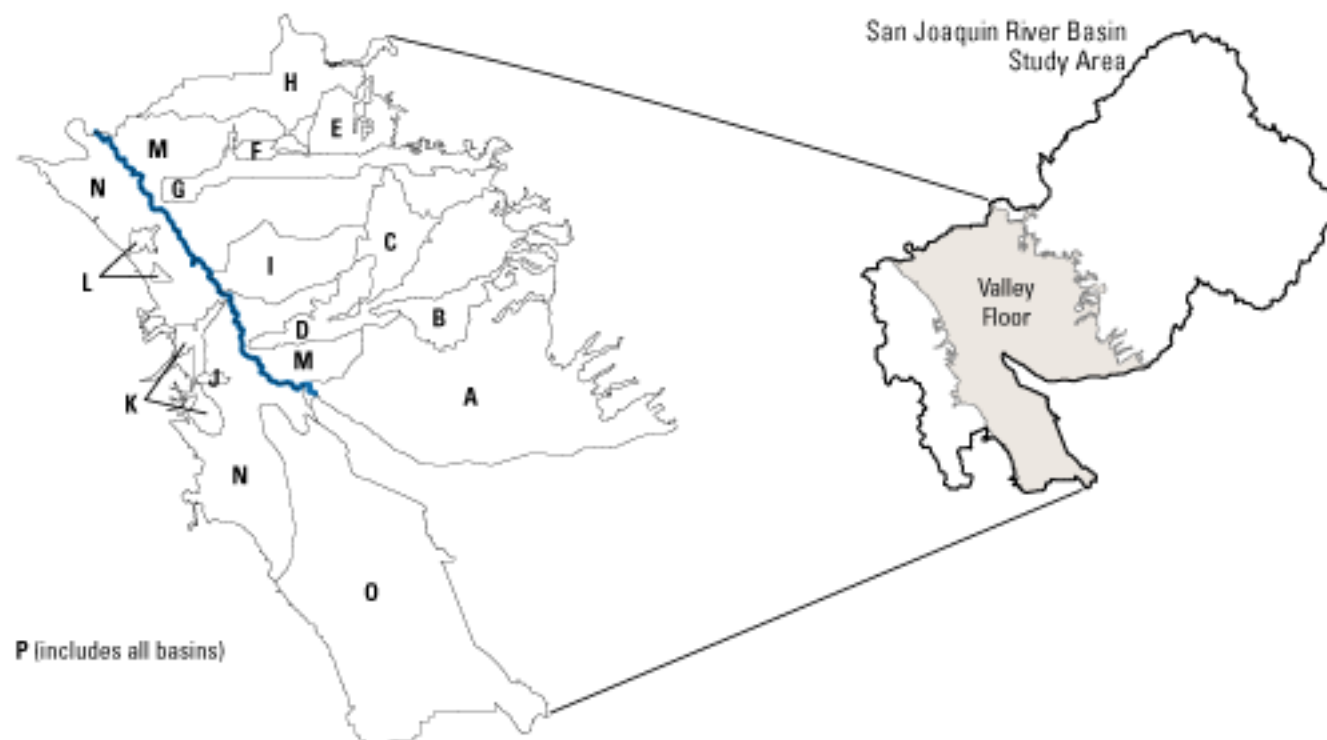 San Joaquin River Basin
Study Area
H
E
M
F
N
G
C
I
L
Valley
Floor
B
D
M
J
K
A
N
O
P (includes all basins)